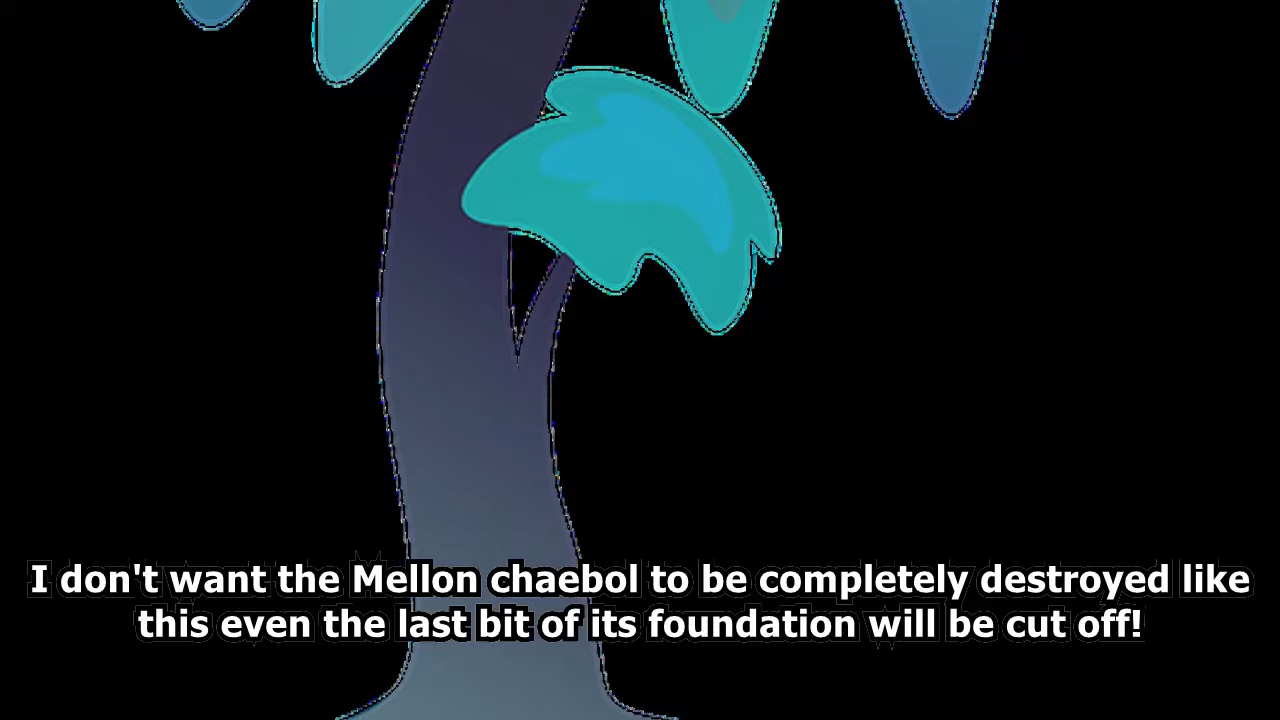 I don't want the Mellon chaebol to be completely destroyed like
this even the last bit of its foundation will be cut off!